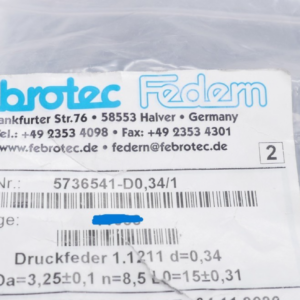 ebrotec Federn
ankfurter Str.76 • 58553 Halver • Germany
el.: +49 2353 4098 • Fax: +49 2353 4301
www.febrotec.de • federn@febrotec.de
2
Nr.: 5736541-D0,34/1
ge:
Druckfeder 1.1211 d=0,34
Da=3,25±0,1 n=8,5 L0=15±0,31